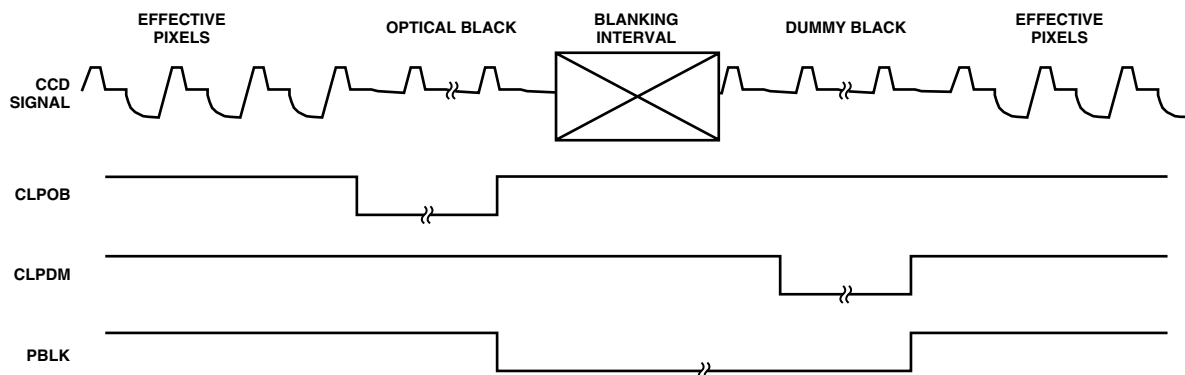 EFFECTIVE
PIXELS
OPTICAL BLACK
BLANKING
INTERVAL
DUMMY BLACK
EFFECTIVE
PIXELS
CCD
SIGNAL
CLPOB
CLPDM
PBLK